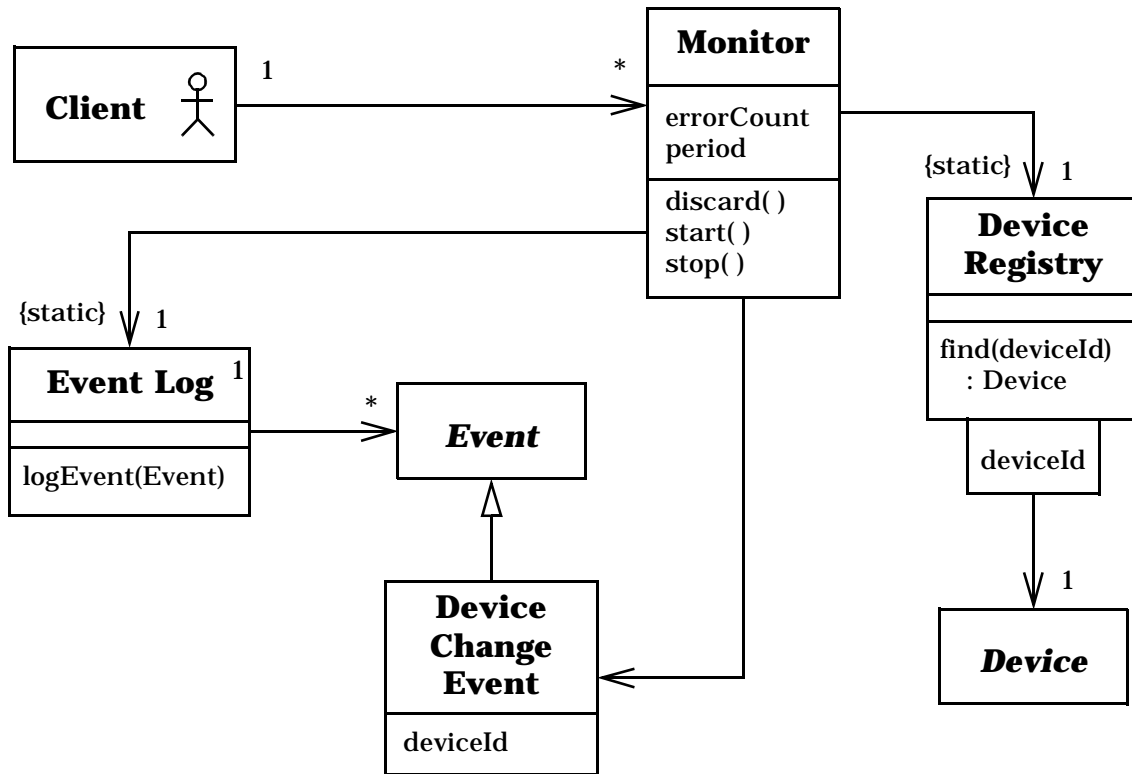 Client
1
*
Monitor
errorCount
period
discard( )
start( )
stop( )
{static}
1
Device
Registry
find(deviceId)
: Device
deviceId
1
Device
{static}
1
Event Log
1
logEvent(Event)
*
Event
Device
Change
Event
deviceId